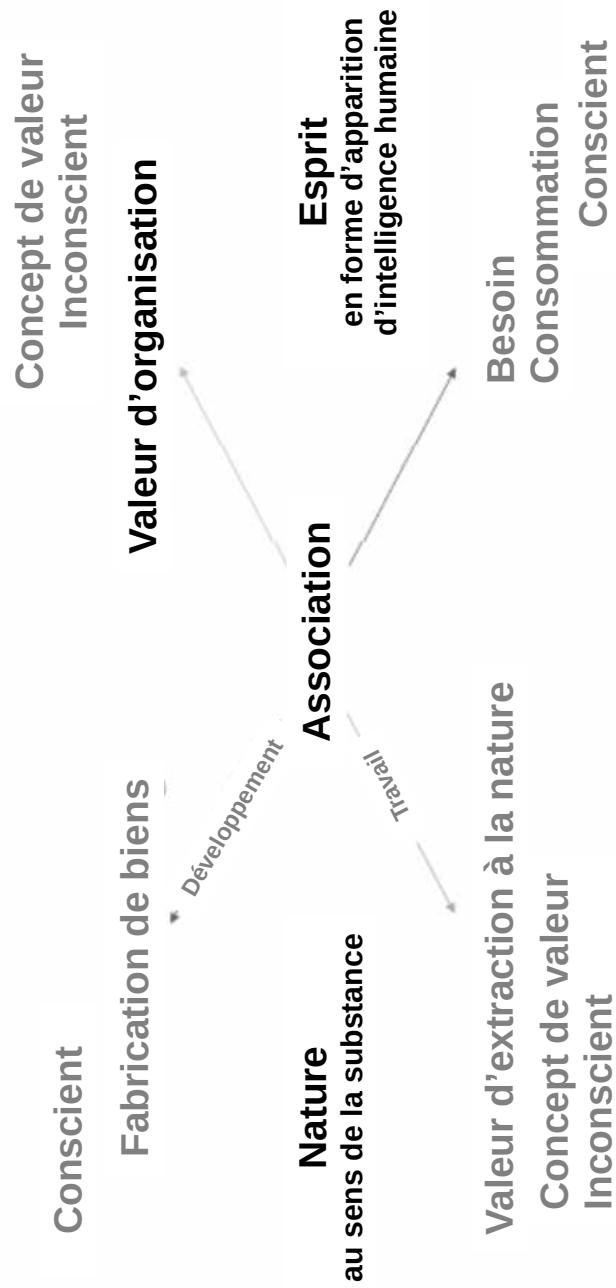 Conscient
Fabrication de biens
Concept de valeur
Inconscient
Valeur d’organisation
Développement
Nature
au sens de la substance
Association
Esprit
en forme d’apparition
d’intelligence humaine
Travail
Valeur d’extraction à la nature
Concept de valeur
Inconscient
Besoin
Consommation
Conscient